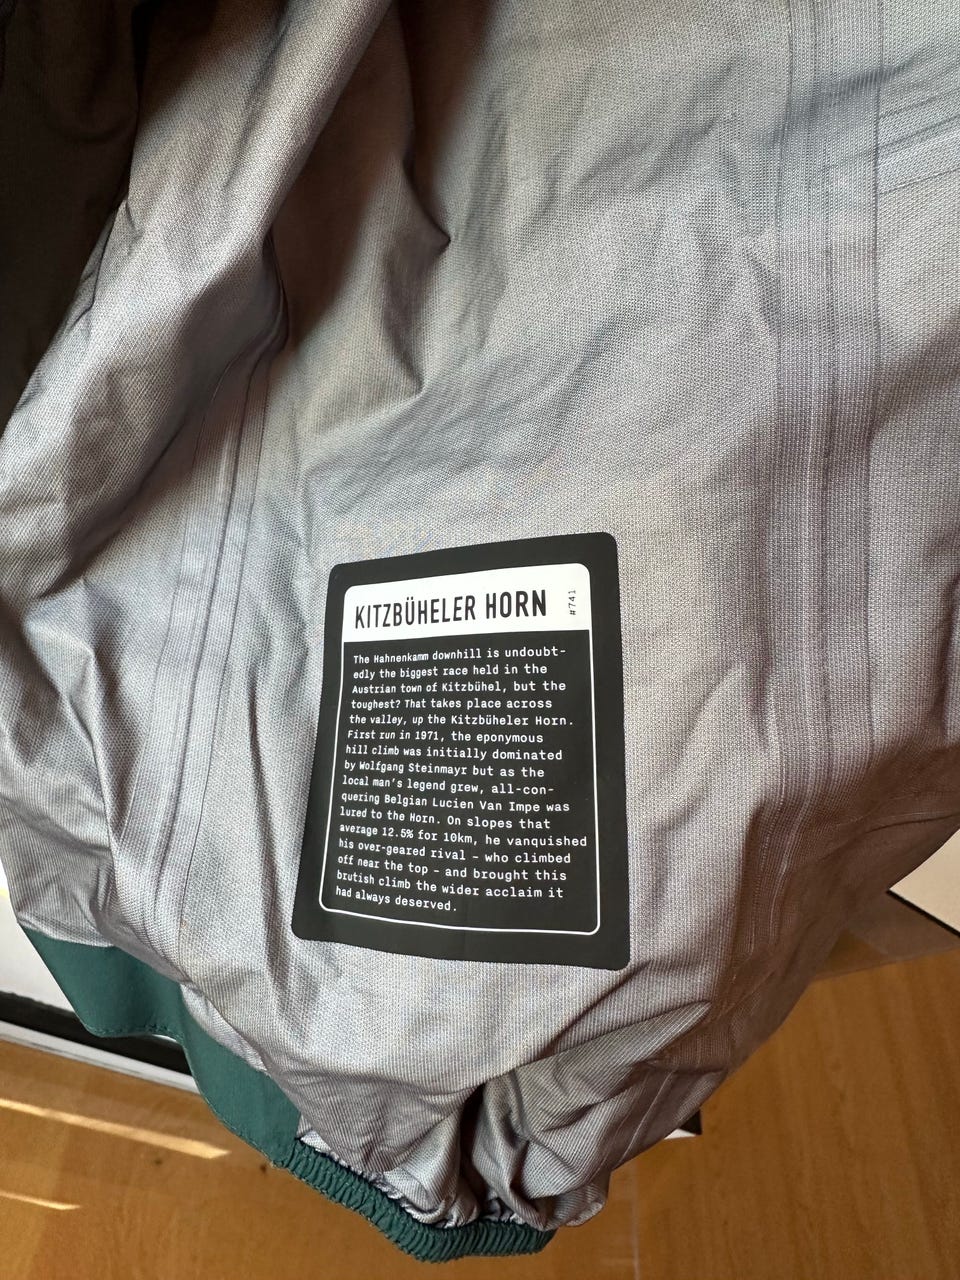 KITZBÜHELER HORN #741
The Hahnenkamm downhill is undoubt-
edly the biggest race held in the
Austrian town of Kitzbühel, but the
toughest? That takes place across
the valley, up the Kitzbüheler Horn.
First run in 1971, the eponymous
hill climb was initially dominated
by Wolfgang Steinmayr but as the
local man's legend grew, all-con-
quering Belgian Lucien Van Impe was
lured to the Horn. On slopes that
average 12.5% for 10km, he vanquished
his over-geared rival – who climbed
off near the top – and brought this
brutish climb the wider acclaim it
had always deserved.